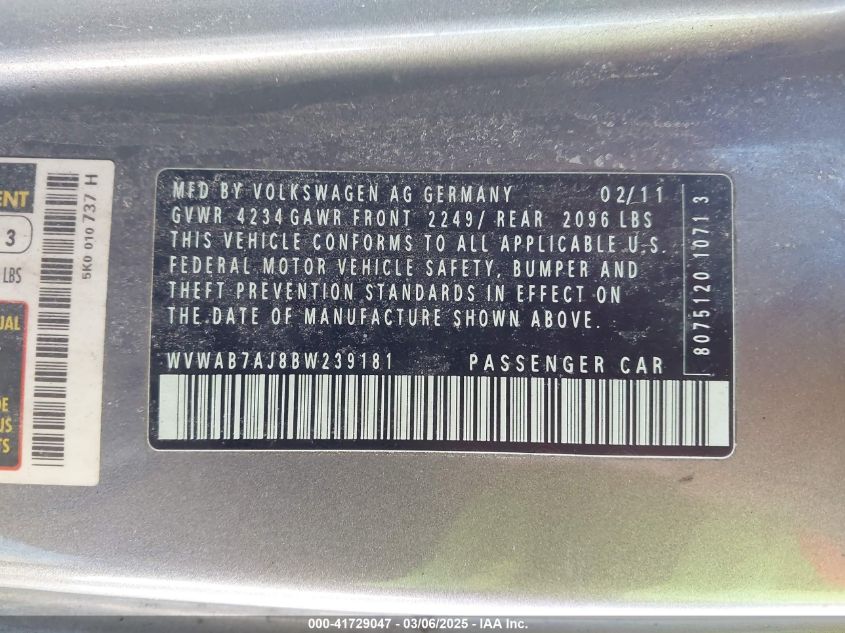 MFD BY VOLKSWAGEN AG GERMANY 02/11
GVWR 4234 GAWR FRONT 2249/ REAR 2096 LBS
THIS VEHICLE CONFORMS TO ALL APPLICABLE U.S.
FEDERAL MOTOR VEHICLE SAFETY, BUMPER AND
THEFT PREVENTION STANDARDS IN EFFECT ON
THE DATE OF MANUFACTURE SHOWN ABOVE.
WVWAB7AJ8BW239181 PASSENGER CAR
8075120 1071 3
3
LBS
5K0 010 737 H
000-41729047 - 03/06/2025 - IAA Inc.